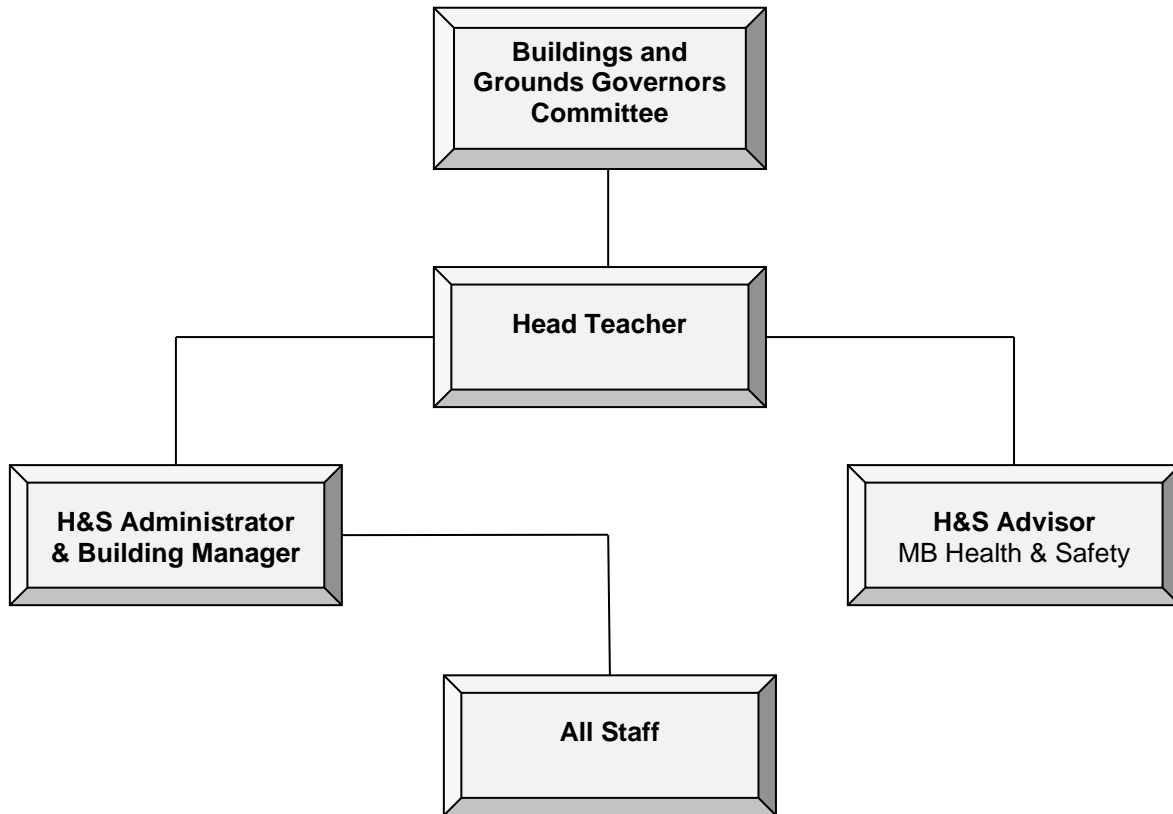 Buildings and
Grounds Governors
Committee
Head Teacher
H&S Administrator
& Building Manager
H&S Advisor
MB Health & Safety
All Staff